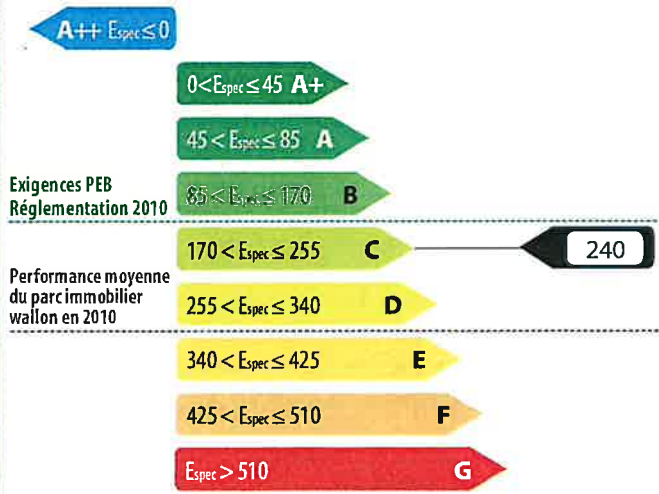 A++ Espec ≤ 0
0 < Espec ≤ 45 A+
45 < Espec ≤ 85 A
Exigences PEB
Réglementation 2010
85 < Espec ≤ 170 B
170 < Espec ≤ 255 C
240
Performance moyenne
du parc immobilier
wallon en 2010
255 < Espec ≤ 340 D
340 < Espec ≤ 425 E
425 < Espec ≤ 510 F
Espec > 510 G